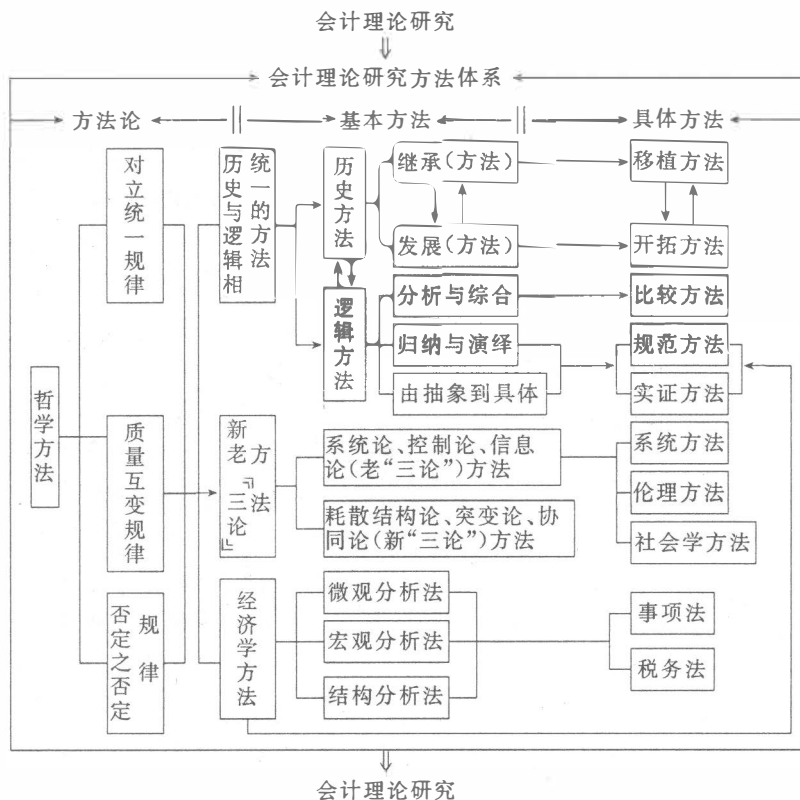 会计理论研究
会计理论研究方法体系
方法论
基本方法
具体方法
哲学方法
对立统一规律
质量互变规律
否定之否定
规律
历史与逻辑相
统一的方法
新老
『三论』
方法
经济学方法
历史方法
逻辑方法
继承(方法)
发展(方法)
分析与综合
归纳与演绎
由抽象到具体
系统论、控制论、信息
论(老“三论”)方法
耗散结构论、突变论、协
同论(新“三论”)方法
微观分析法
宏观分析法
结构分析法
移植方法
开拓方法
比较方法
规范方法
实证方法
系统方法
伦理方法
社会学方法
事项法
税务法
会计理论研究